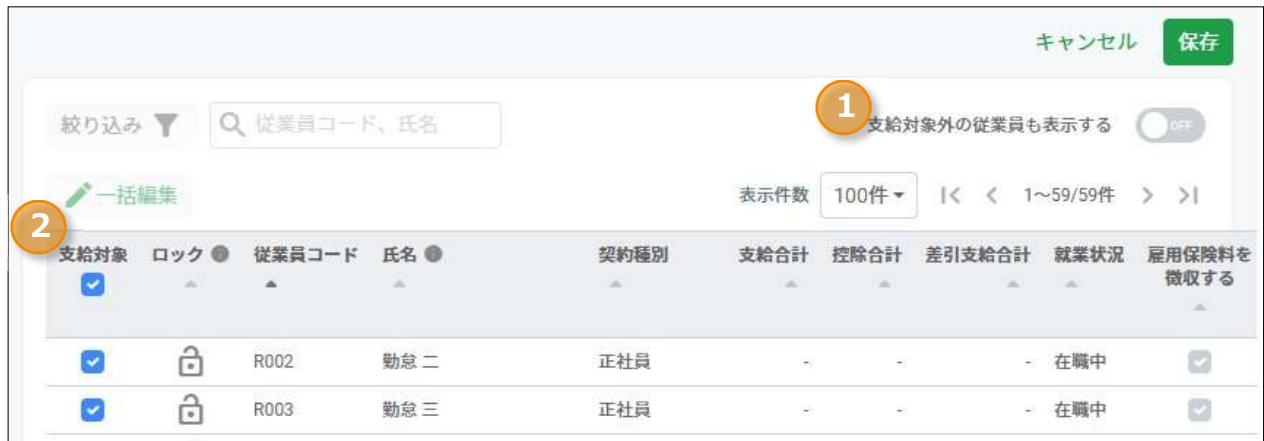 キャンセル 保存
絞り込み 従業員コード、氏名 1 支給対象外の従業員も表示する OFF
一括編集 表示件数 100件 1～59/59件
2
支給対象 ロック 従業員コード 氏名 契約種別 支給合計 控除合計 差引支給合計 就業状況 雇用保険料を
徴収する
R002 勤怠 二 正社員 - - - 在職中
R003 勤怠 三 正社員 - - - 在職中